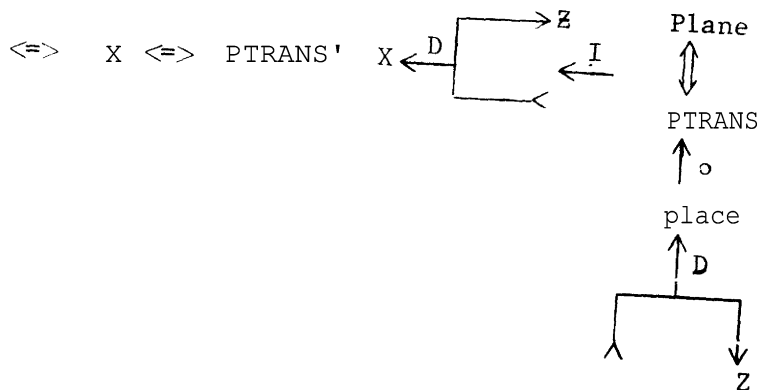 <=> X <=> PTRANS' X D Z I Plane
PTRANS
o
place
D
Z